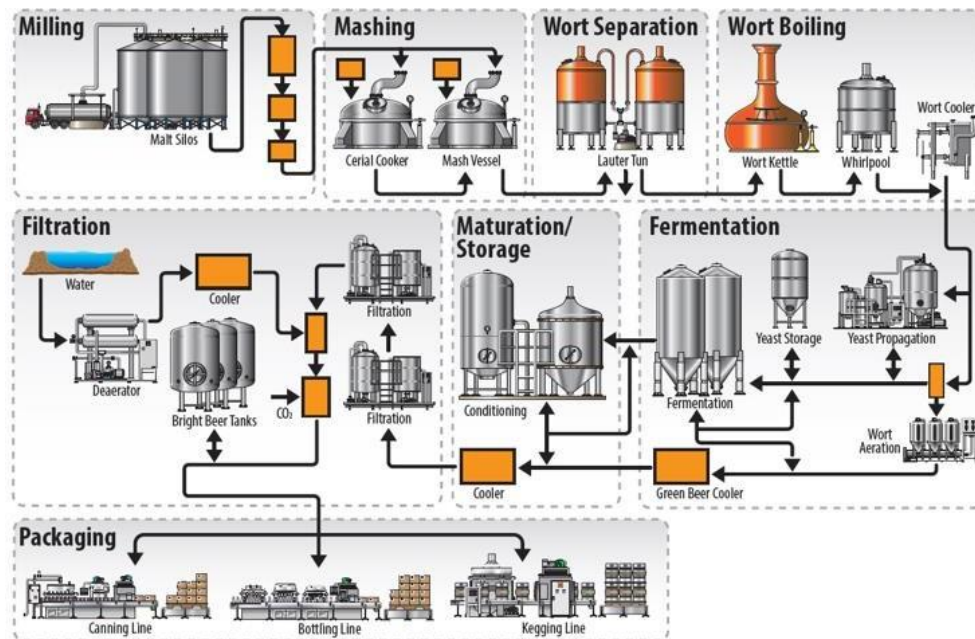 Milling
Malt Silos
Mashing
Cerial Cooker
Mash Vessel
Wort Separation
Lauter Tun
Wort Boiling
Wort Kettle
Whirlpool
Wort Cooler
Filtration
Water
Deaerator
Cooler
Bright Beer Tanks
CO₂
Filtration
Filtration
Maturation/
Storage
Conditioning
Cooler
Fermentation
Fermentation
Yeast Storage
Yeast Propagation
Wort
Aeration
Green Beer Cooler
Packaging
Canning Line
Bottling Line
Kegging Line